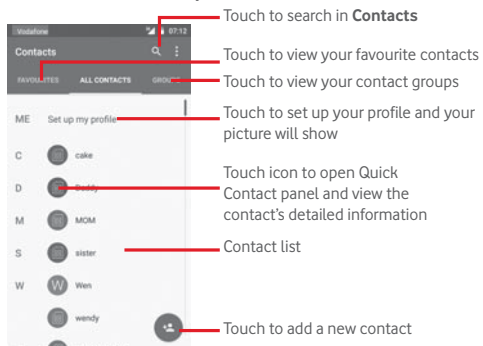 Touch to search in Contacts
Vodafone 07:12
Contacts
Touch to view your favourite contacts
FAVOURITES ALL CONTACTS GROUPS
Touch to view your contact groups
ME Set up my profile
Touch to set up your profile and your
picture will show
C cake
D Daddy
Touch icon to open Quick
Contact panel and view the
contact's detailed information
M MOM
S sister
Contact list
W W Wen
wendy
Touch to add a new contact